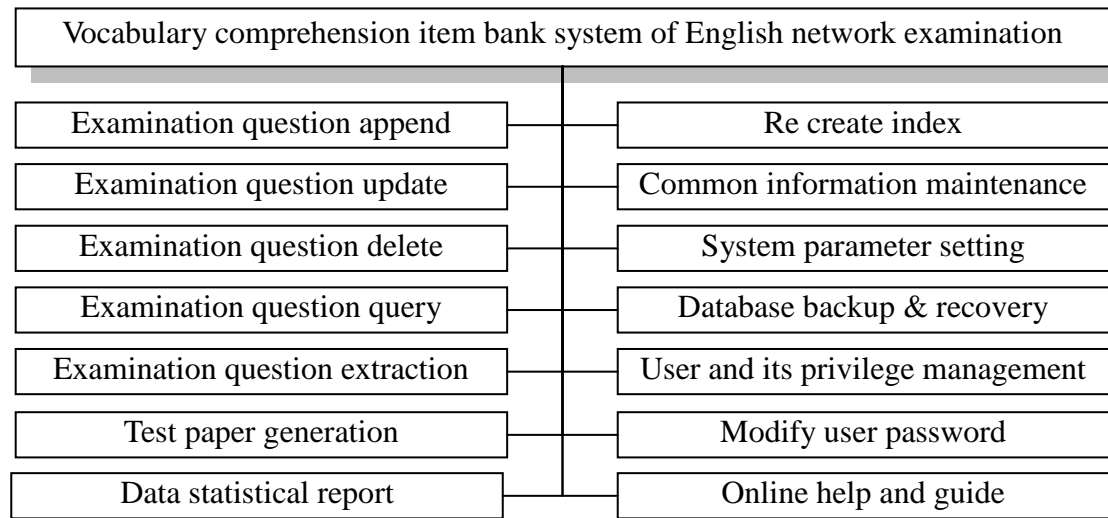 Vocabulary comprehension item bank system of English network examination
Examination question append
Re create index
Examination question update
Common information maintenance
Examination question delete
System parameter setting
Examination question query
Database backup & recovery
Examination question extraction
User and its privilege management
Test paper generation
Modify user password
Data statistical report
Online help and guide